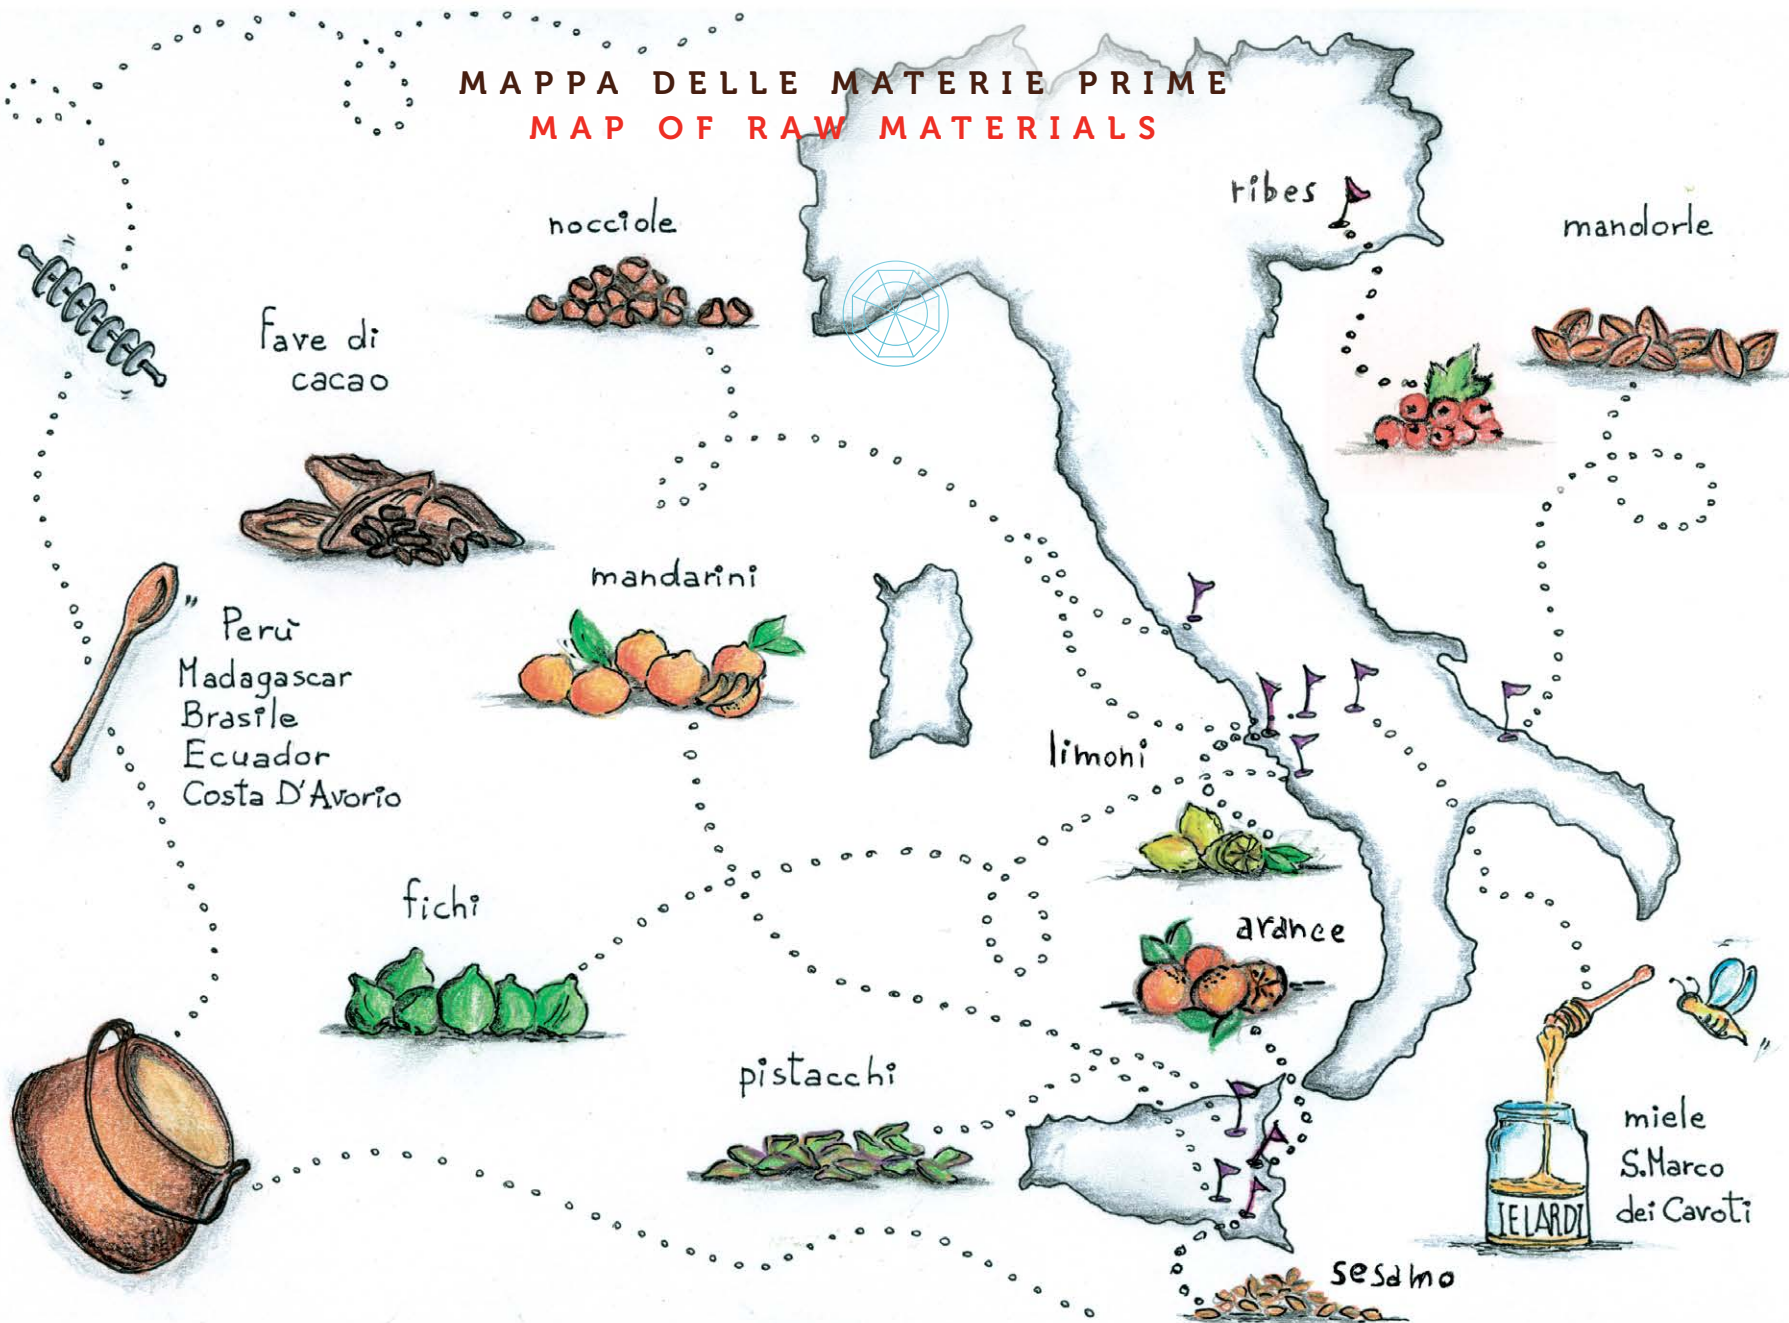 MAPPA DELLE MATERIE PRIME
MAP OF RAW MATERIALS
ribes
nocciole
mandorle
fave di
cacao
mandarini
Perù
Madagascar
Brasile
Ecuador
Costa D'Avorio
limoni
fichi
arance
pistacchi
miele
S.Marco
dei Cavoti
IELARDI
sesamo